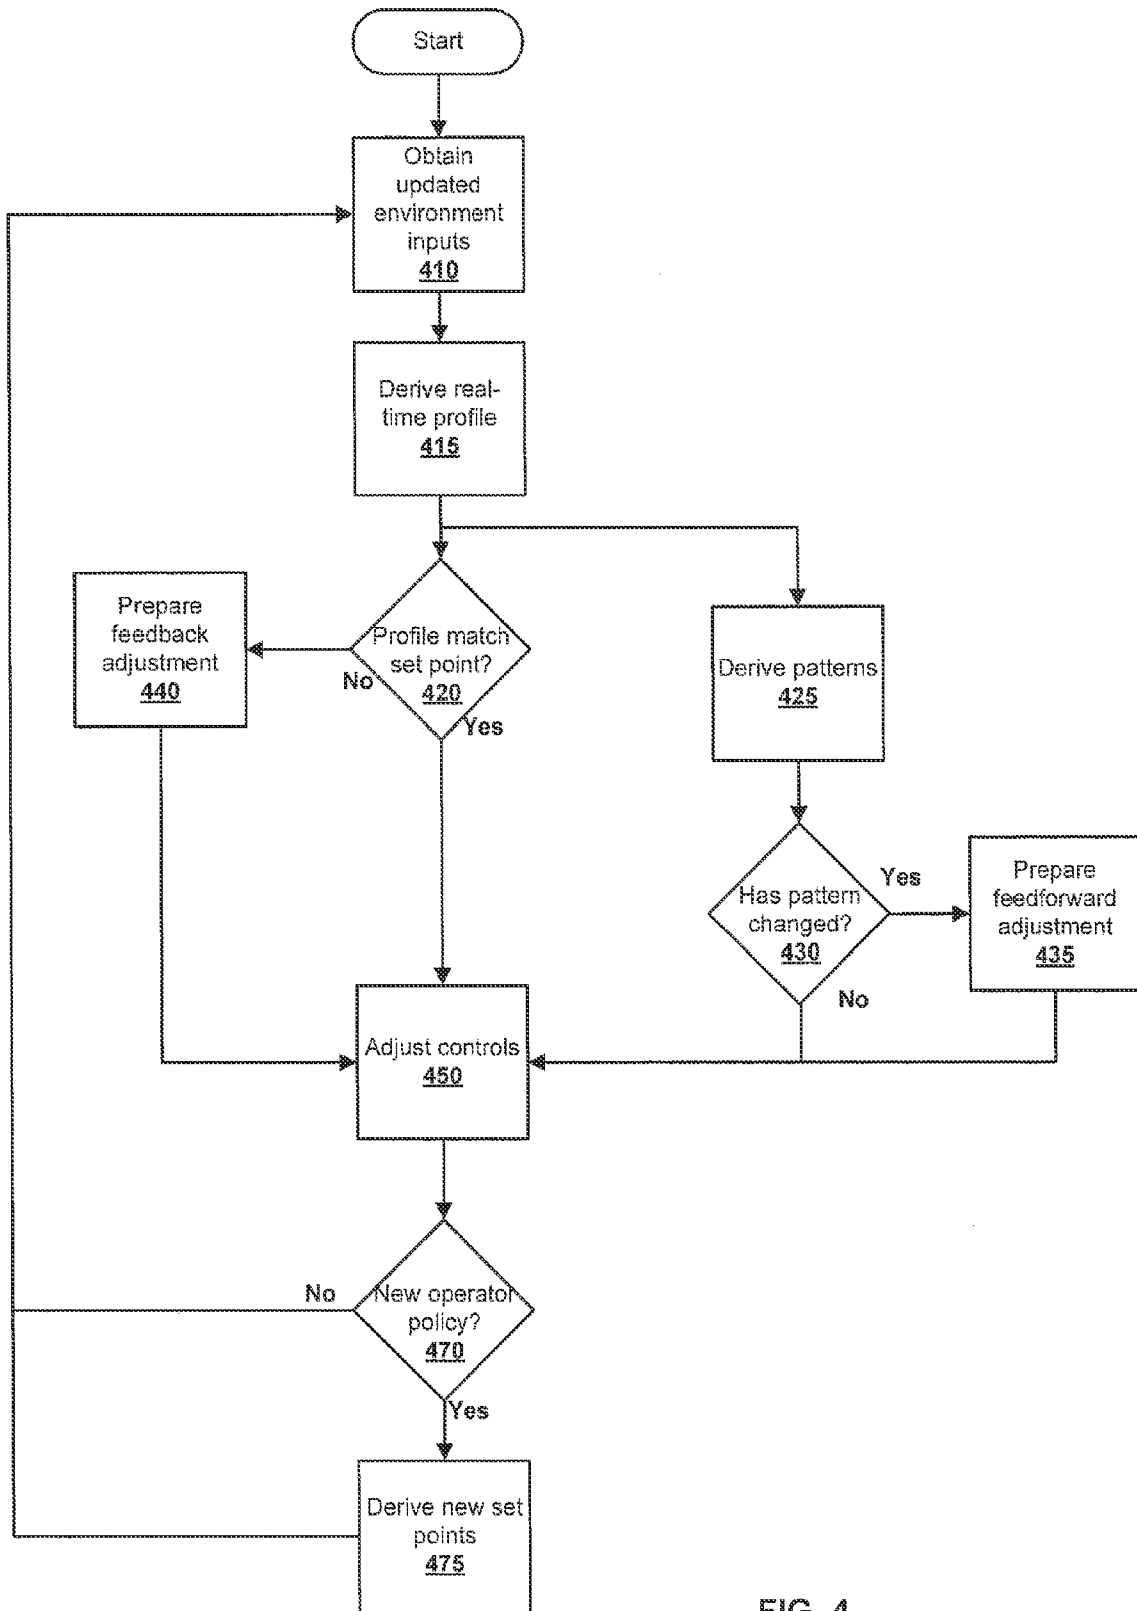 Start
Obtain
updated
environment
inputs
410
Derive real-
time profile
415
Profile match
set point?
420
No
Yes
Prepare
feedback
adjustment
440
Derive patterns
425
Has pattern
changed?
430
Yes
No
Prepare
feedforward
adjustment
435
Adjust controls
450
New operator
policy?
470
No
Yes
Derive new set
points
475
FIG. 4